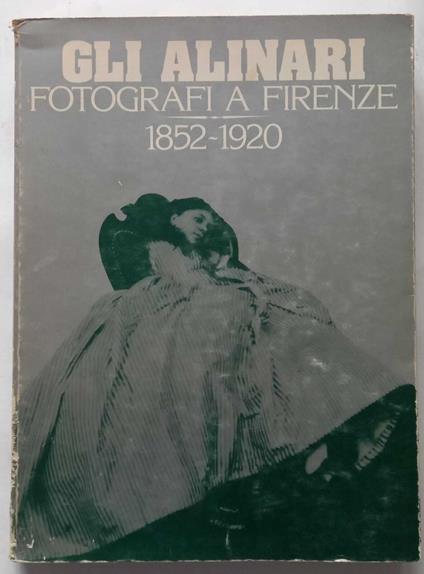 GLI ALINARI
FOTOGRAFI A FIRENZE
1852~1920